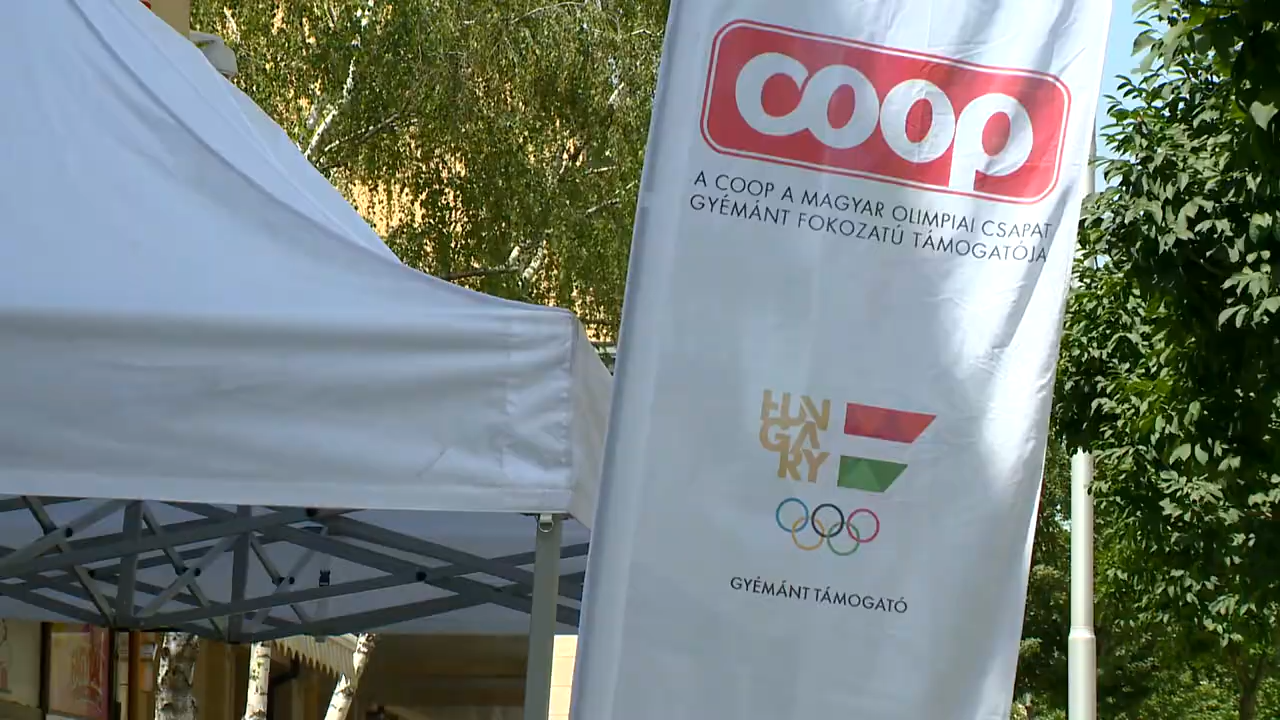 coop
A COOP A MAGYAR OLIMPIAI CSAPAT
GYÉMÁNT FOKOZATÚ TÁMOGATÓJA
HUN
GA
RY
GYÉMÁNT TÁMOGATÓ